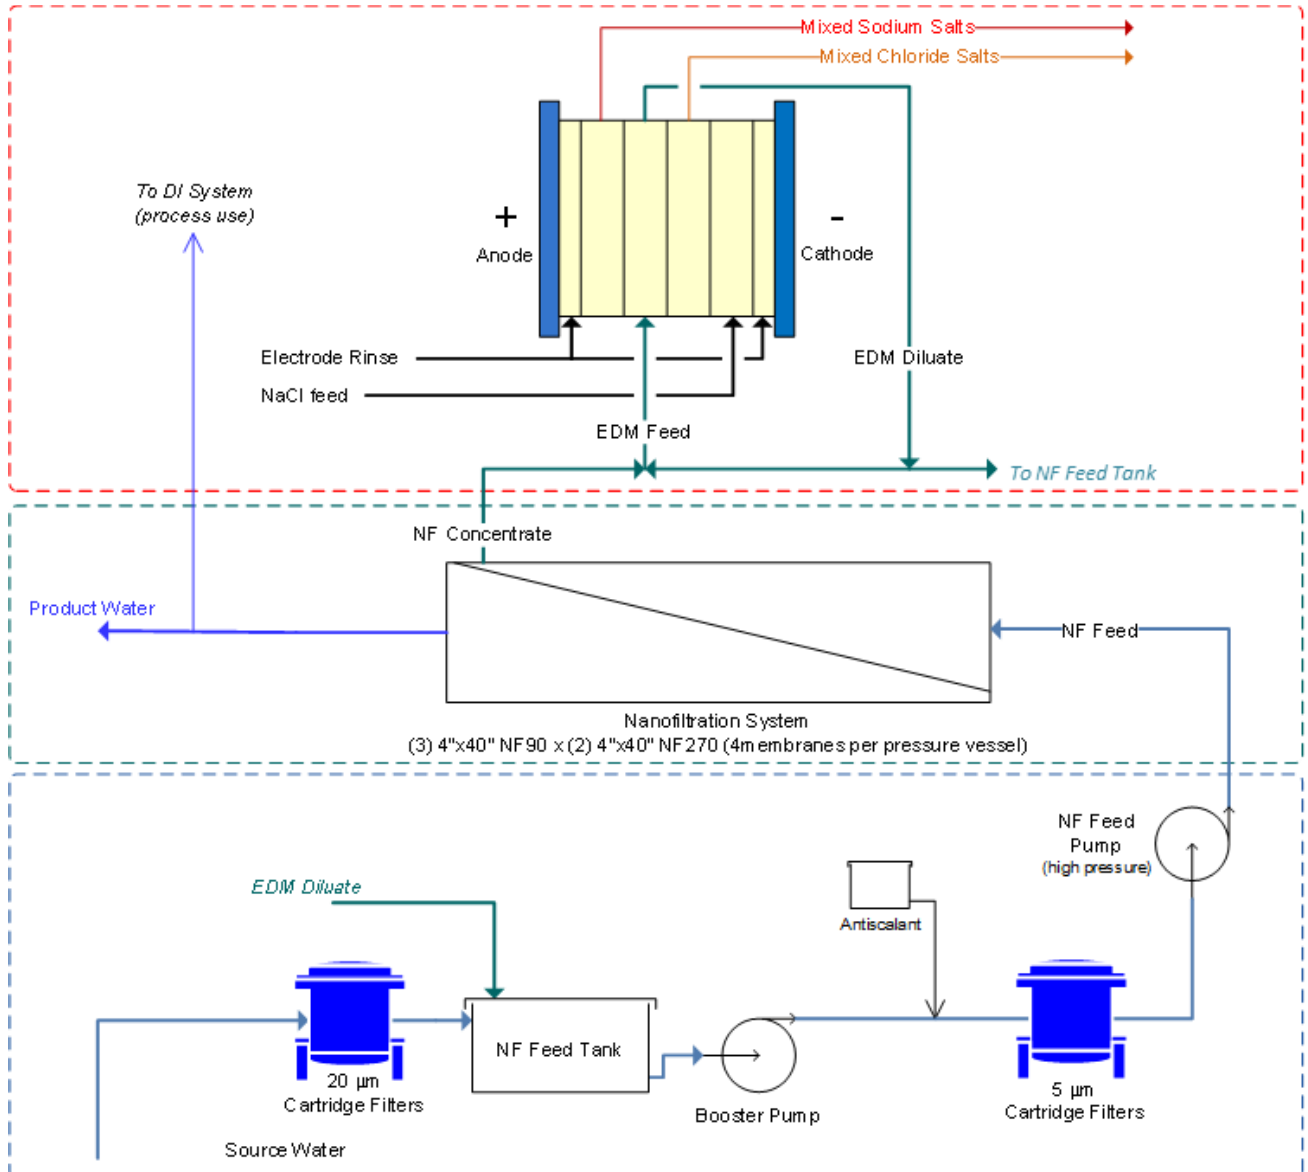 Mixed Sodium Salts
Mixed Chloride Salts
To DI System
(process use)
+
-
Anode
Cathode
Electrode Rinse
EDM Diluate
NaCl feed
EDM Feed
To NF Feed Tank
NF Concentrate
Product Water
NF Feed
Nanofiltration System
(3) 4"x40" NF90 x (2) 4"x40" NF270 (4membranes per pressure vessel)
NF Feed
Pump
(high pressure)
EDM Diluate
Antiscalant
NF Feed Tank
20 µm
Cartridge Filters
Booster Pump
5 µm
Cartridge Filters
Source Water